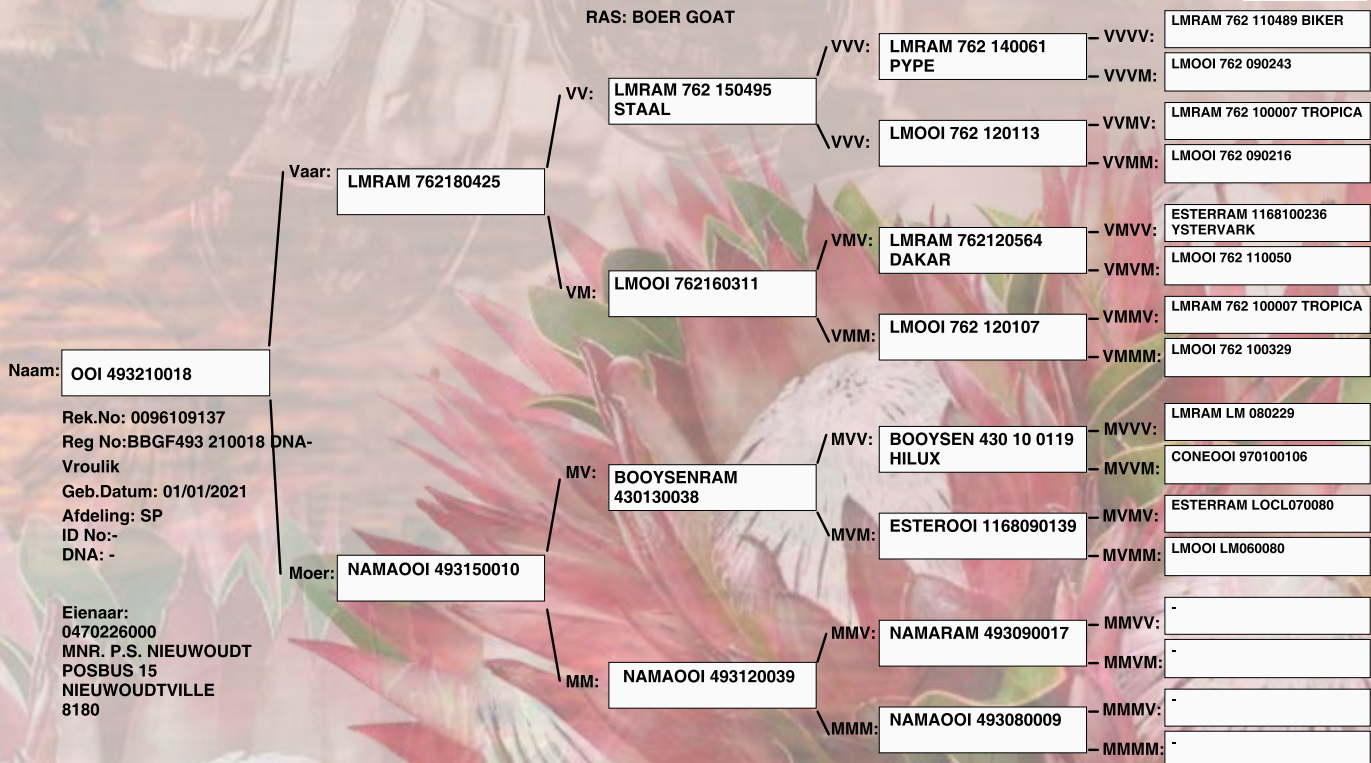 RAS: BOER GOAT
Naam: OOI 493210018
Rek.No: 0096109137
Reg No:BBGF493 210018 DNA-
Vroulik
Geb.Datum: 01/01/2021
Afdeling: SP
ID No:-
DNA: -
Eienaar:
0470226000
MNR. P.S. NIEUWOUDT
POSBUS 15
NIEUWOUDTVILLE
8180
Vaar: LMRAM 762180425
Moer: NAMAOOI 493150010
VV: LMRAM 762 150495
STAAL
VM: LMOOI 762160311
MV: BOOYSENRAM
430130038
MM: NAMAOOI 493120039
VVV: LMRAM 762 140061
PYPE
VVV: LMOOI 762 120113
VMV: LMRAM 762120564
DAKAR
VMM: LMOOI 762 120107
MVV: BOOYSEN 430 10 0119
HILUX
MVM: ESTEROOI 1168090139
MMV: NAMARAM 493090017
MMM: NAMAOOI 493080009
VVVV: LMRAM 762 110489 BIKER
VVVM: LMOOI 762 090243
VVMV: LMRAM 762 100007 TROPICA
VVMM: LMOOI 762 090216
VMVV: ESTERRAM 1168100236
YSTERVARK
VMVM: LMOOI 762 110050
VMMV: LMRAM 762 100007 TROPICA
VMMM: LMOOI 762 100329
MVVV: LMRAM LM 080229
MVVM: CONEOOI 970100106
MVMV: ESTERRAM LOCL070080
MVMM: LMOOI LM060080
MMVV: -
MMVM: -
MMMV: -
MMMM: -